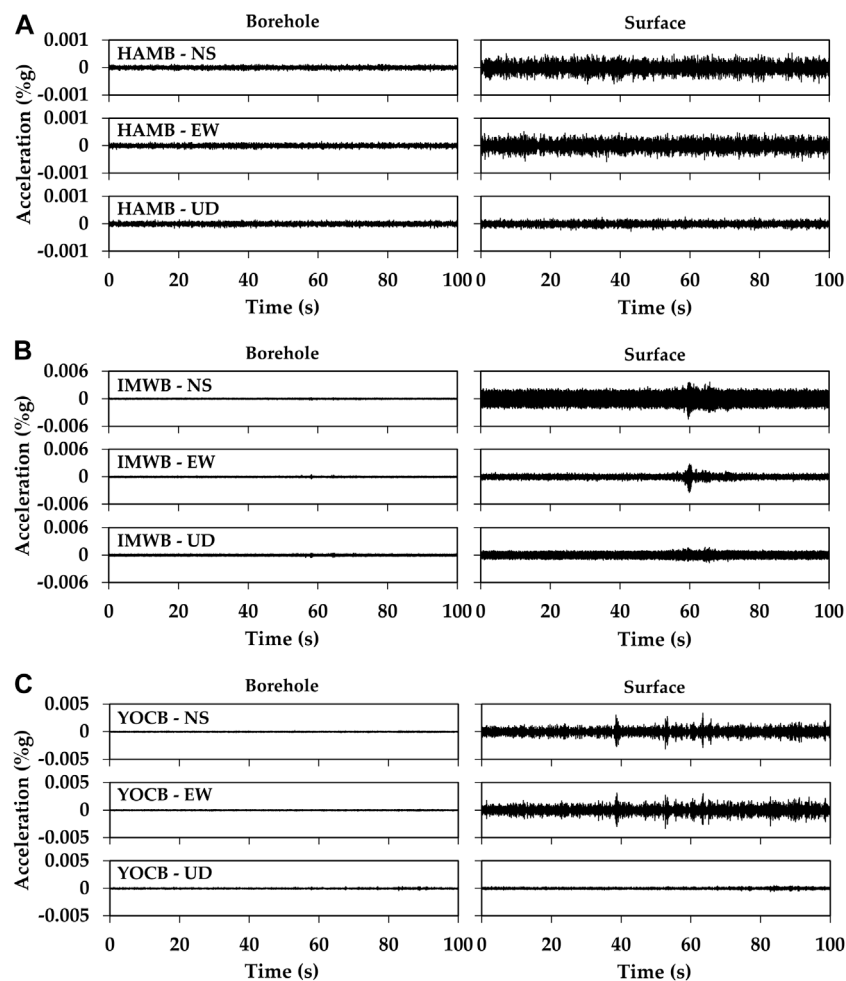 A
Borehole Surface
Acceleration (%g)
0.001
HAMB - NS
0
-0.001
0.001
HAMB - EW
0
-0.001
0.001
HAMB - UD
0
-0.001
0 20 40 60 80 100 0 20 40 60 80 100
Time (s) Time (s)
B
Borehole Surface
Acceleration (%g)
0.006
IMWB - NS
0
-0.006
0.006
IMWB - EW
0
-0.006
0.006
IMWB - UD
0
-0.006
0 20 40 60 80 100 0 20 40 60 80 100
Time (s) Time (s)
C
Borehole Surface
Acceleration (%g)
0.005
YOCB - NS
0
-0.005
0.005
YOCB - EW
0
-0.005
0.005
YOCB - UD
0
-0.005
0 20 40 60 80 100 0 20 40 60 80 100
Time (s) Time (s)